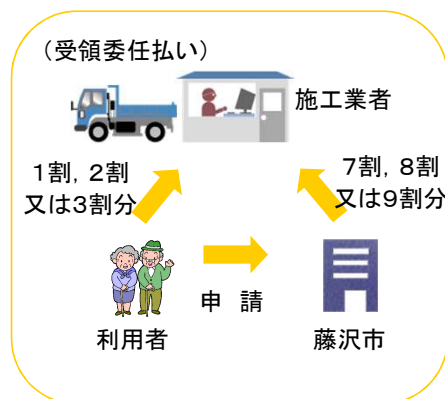 （受領委任払い）
施工業者
1割，2割
又は3割分
7割，8割
又は9割分
申　請
利用者
藤沢市